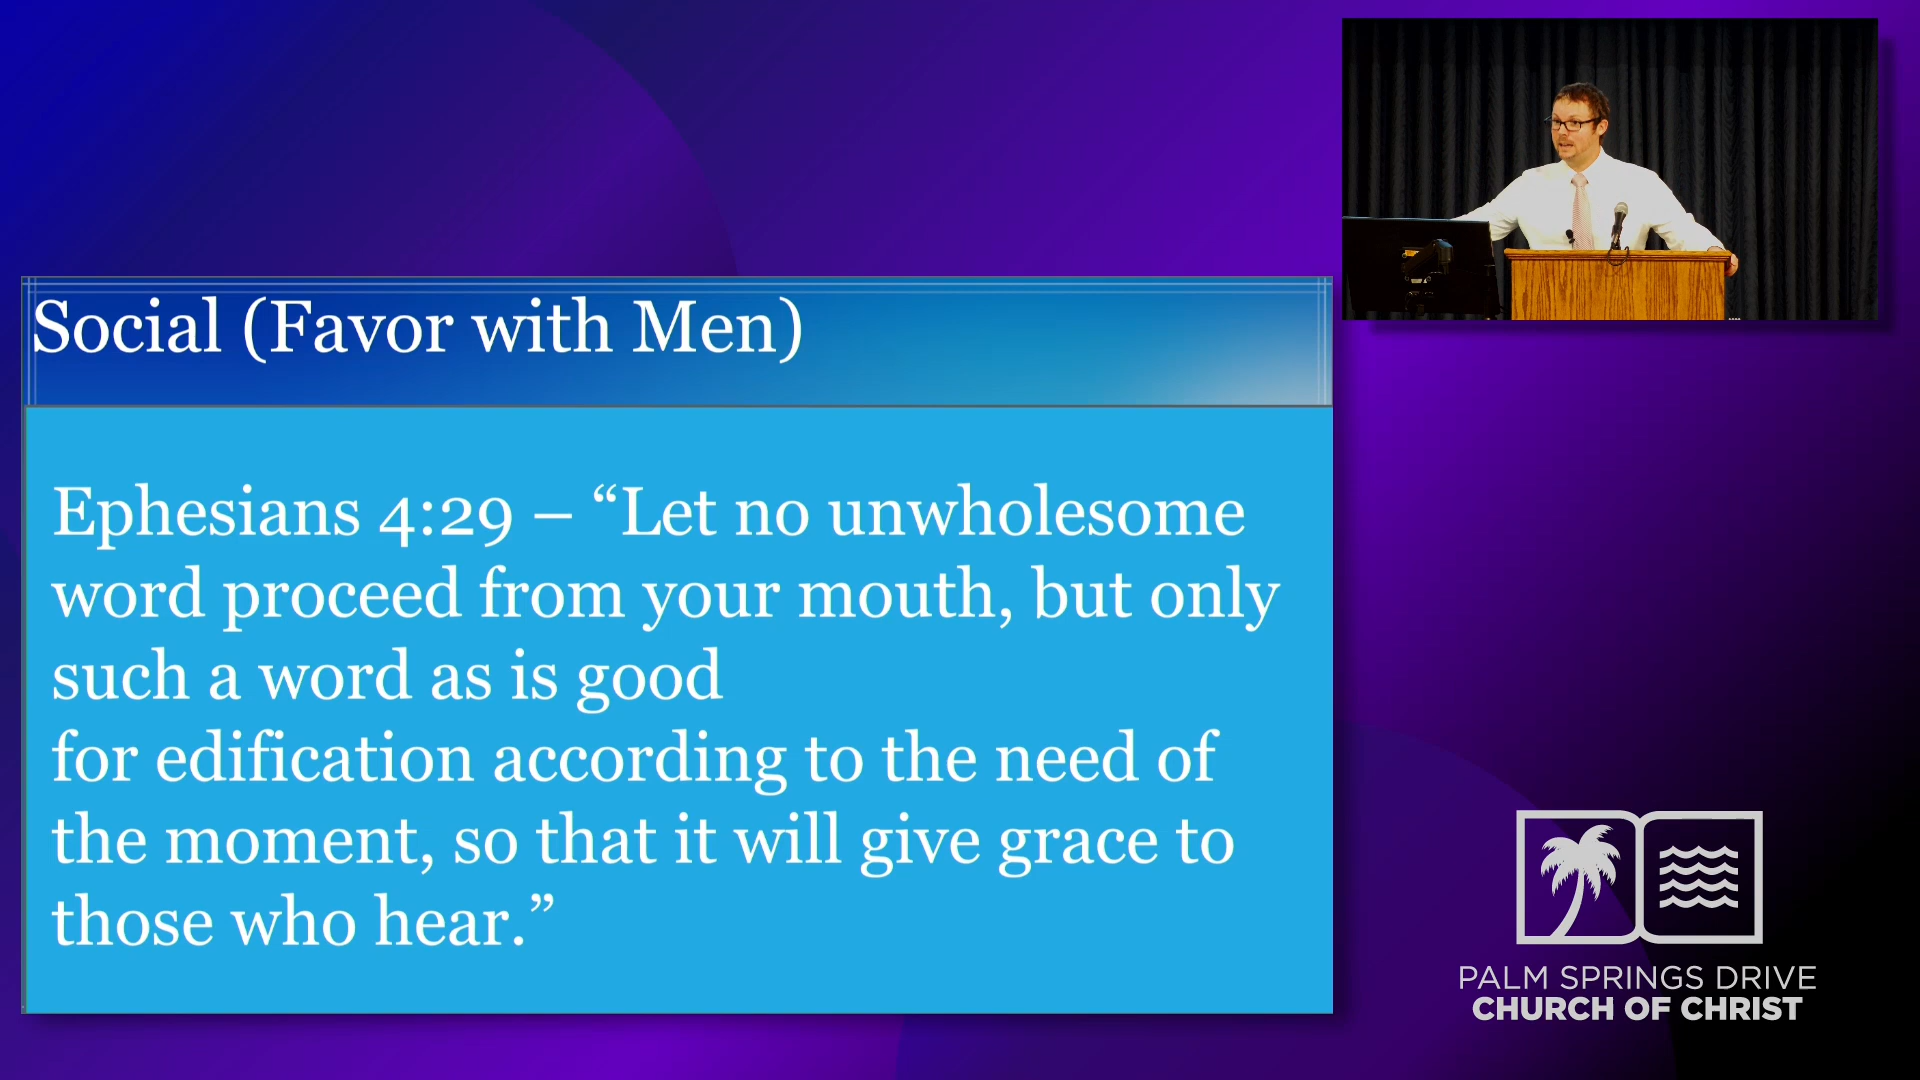 Social (Favor with Men)
Ephesians 4:29 – “Let no unwholesome
word proceed from your mouth, but only
such a word as is good
for edification according to the need of
the moment, so that it will give grace to
those who hear.”
PALM SPRINGS DRIVE
CHURCH OF CHRIST